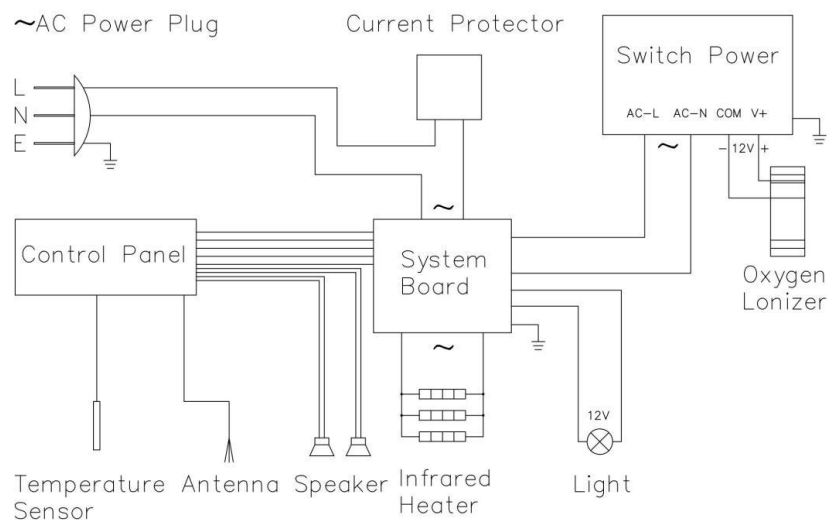 ~AC Power Plug
Current Protector
Switch Power
L
N
E
AC-L AC-N COM V+
~
- 12V +
~
Control Panel
System
Board
Oxygen
Lonizer
~
12V
Temperature
Sensor
Antenna
Speaker
Infrared
Heater
Light